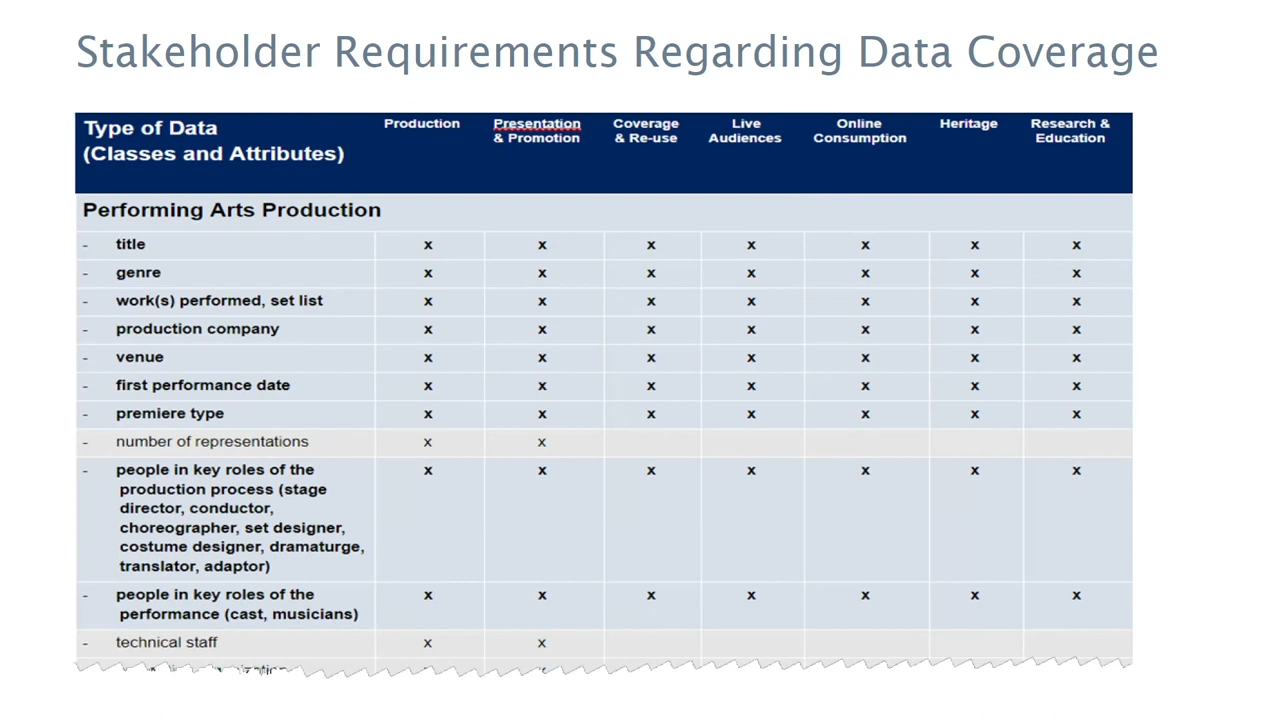 Stakeholder Requirements Regarding Data Coverage
Type of Data (Classes and Attributes) Production Presentation & Promotion Coverage & Re-use Live Audiences Online Consumption Heritage Research & Education
Performing Arts Production
- title x x x x x x x
- genre x x x x x x x
- work(s) performed, set list x x x x x x x
- production company x x x x x x x
- venue x x x x x x x
- first performance date x x x x x x x
- premiere type x x x x x x x
- number of representations x x
- people in key roles of the x x x x x x x
production process (stage
director, conductor,
choreographer, set designer,
costume designer, dramaturge,
translator, adaptor)
- people in key roles of the x x x x x x x
performance (cast, musicians)
- technical staff x x